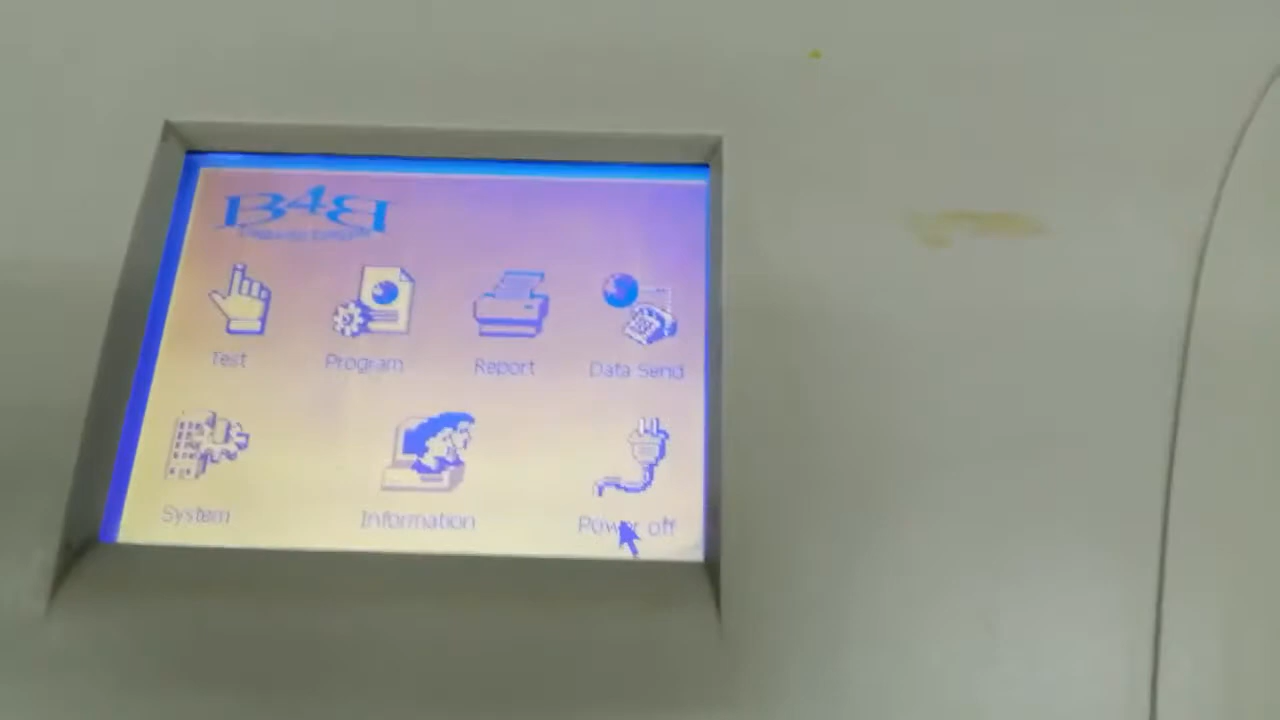 B4B
Test
Program
Report
Data Send
System
Information
Power off